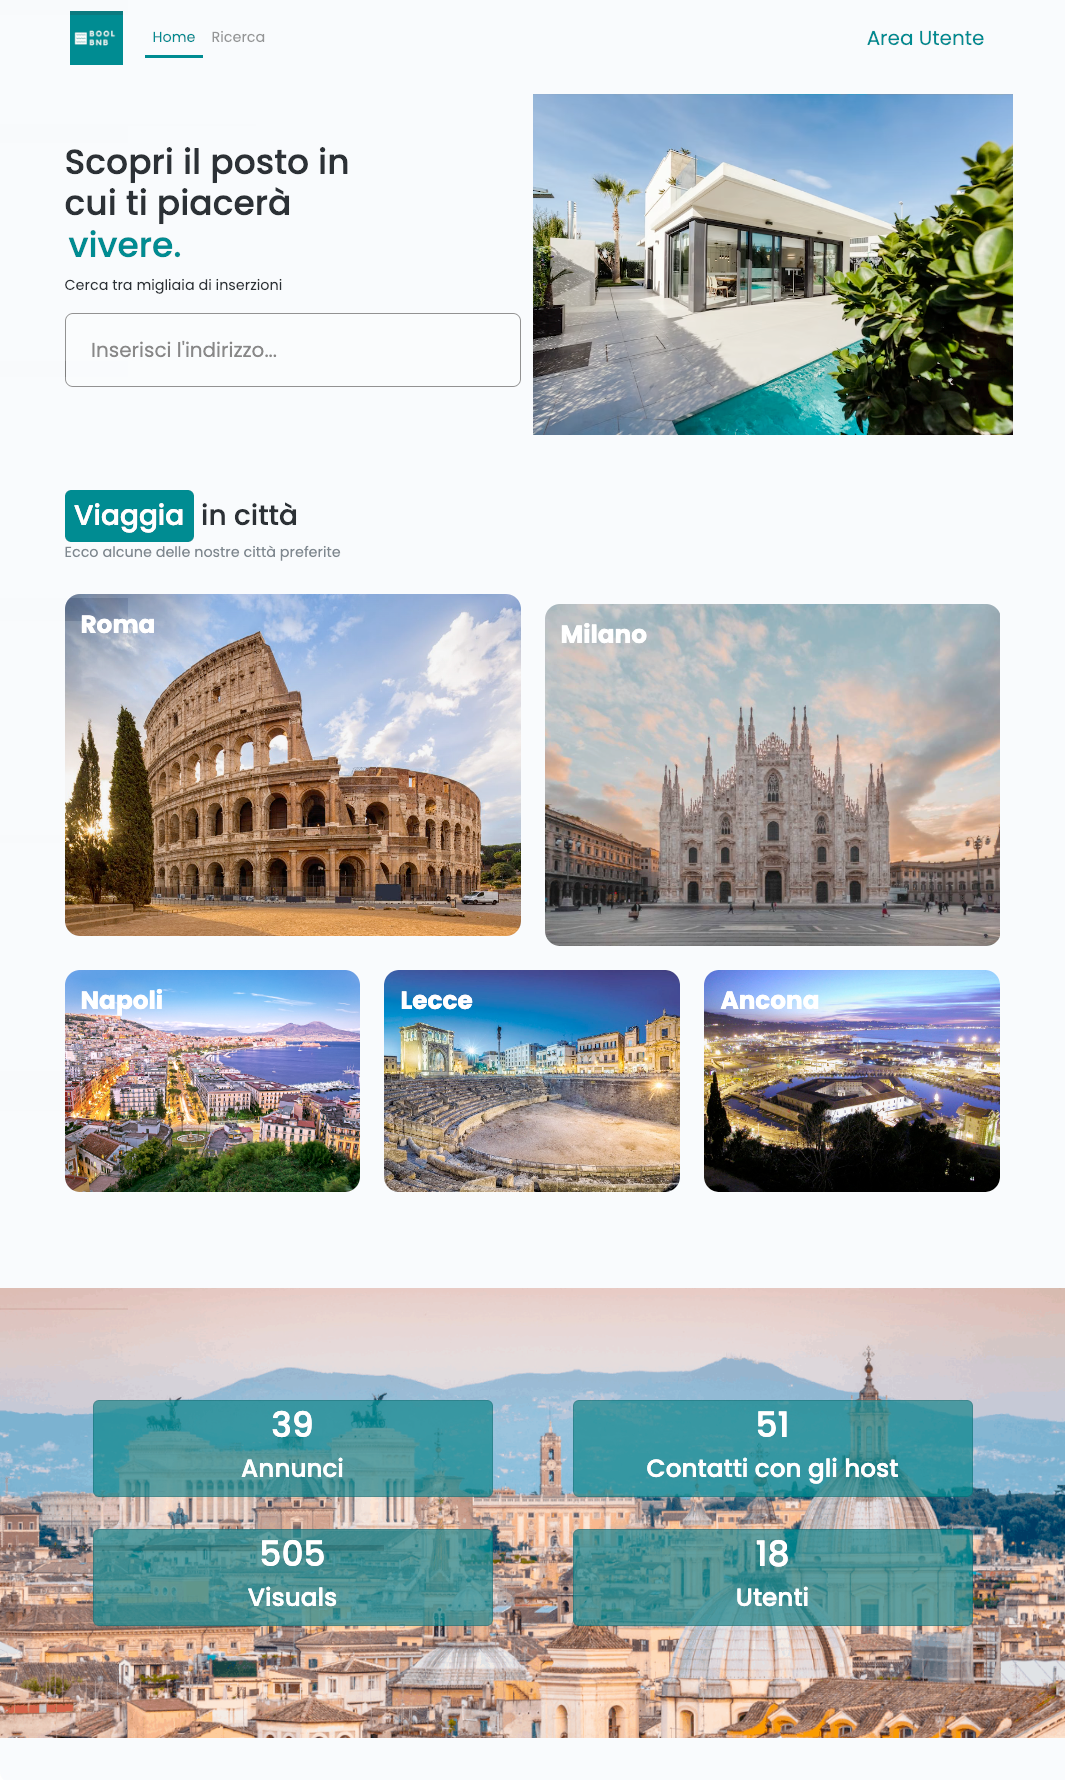 BOOL
BNB
Home
Ricerca
Area Utente
Scopri il posto in
cui ti piacerà
vivere.
Cerca tra migliaia di inserzioni
Inserisci l'indirizzo...
Viaggia in città
Ecco alcune delle nostre città preferite
Roma
Milano
Napoli
Lecce
Ancona
39
Annunci
51
Contatti con gli host
505
Visuals
18
Utenti